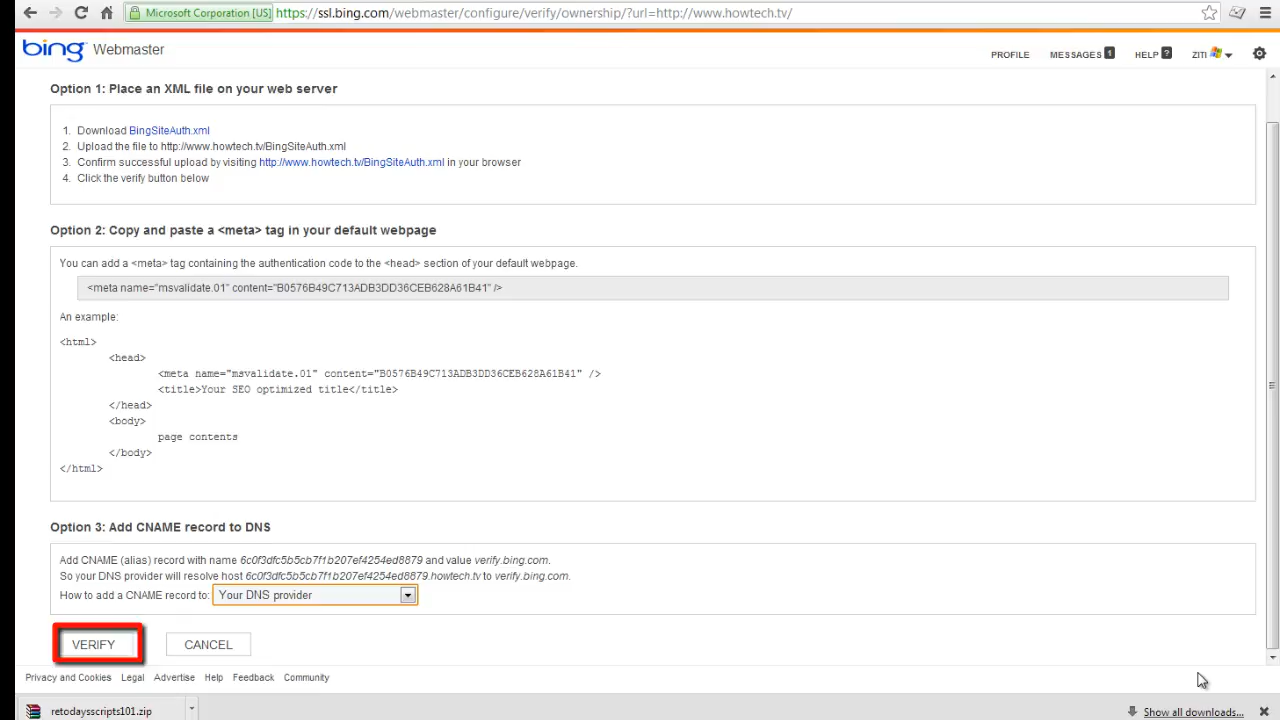 Microsoft Corporation [US] https://ssl.bing.com/webmaster/configure/verify/ownership/?url=http://www.howtech.tv/
bing Webmaster
PROFILE MESSAGES 1 HELP ? ZITI
Option 1: Place an XML file on your web server
1. Download BingSiteAuth.xml
2. Upload the file to http://www.howtech.tv/BingSiteAuth.xml
3. Confirm successful upload by visiting http://www.howtech.tv/BingSiteAuth.xml in your browser
4. Click the verify button below
Option 2: Copy and paste a <meta> tag in your default webpage
You can add a <meta> tag containing the authentication code to the <head> section of your default webpage.
<meta name="msvalidate.01" content="B0576B49C713ADB3DD36CEB628A61B41" />
An example:
<html>
<head>
<meta name="msvalidate.01" content="B0576B49C713ADB3DD36CEB628A61B41" />
<title>Your SEO optimized title</title>
</head>
<body>
page contents
</body>
</html>
Option 3: Add CNAME record to DNS
Add CNAME (alias) record with name 6c0f3dfc5b5cb7f1b207ef4254ed8879 and value verify.bing.com.
So your DNS provider will resolve host 6c0f3dfc5b5cb7f1b207ef4254ed8879.howtech.tv to verify.bing.com.
How to add a CNAME record to: Your DNS provider
VERIFY CANCEL
Privacy and Cookies Legal Advertise Help Feedback Community
retodaysscripts101.zip Show all downloads...